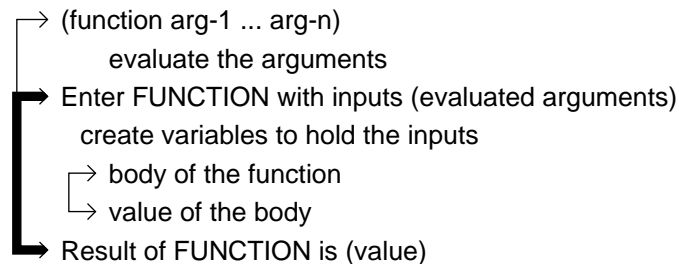 (function arg-1 ... arg-n)
evaluate the arguments
Enter FUNCTION with inputs (evaluated arguments)
create variables to hold the inputs
body of the function
value of the body
Result of FUNCTION is (value)